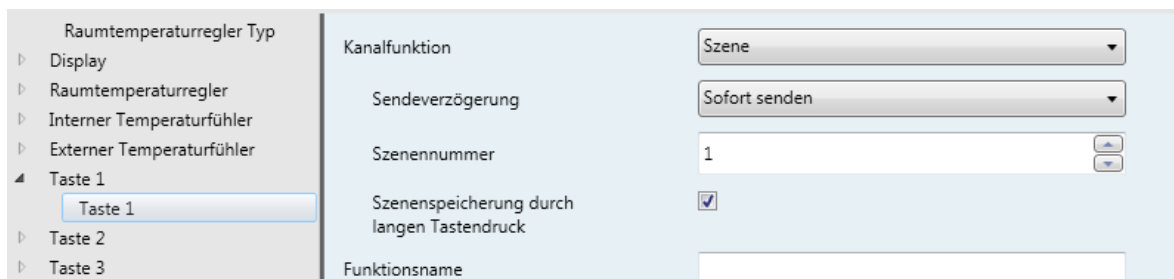 Raumtemperaturregler Typ
Display
Raumtemperaturregler
Interner Temperaturfühler
Externer Temperaturfühler
Taste 1
Taste 1
Taste 2
Taste 3
Kanalfunktion
Szene
Sendeverzögerung
Sofort senden
Szenennummer
1
Szenenspeicherung durch
langen Tastendruck
Funktionsname